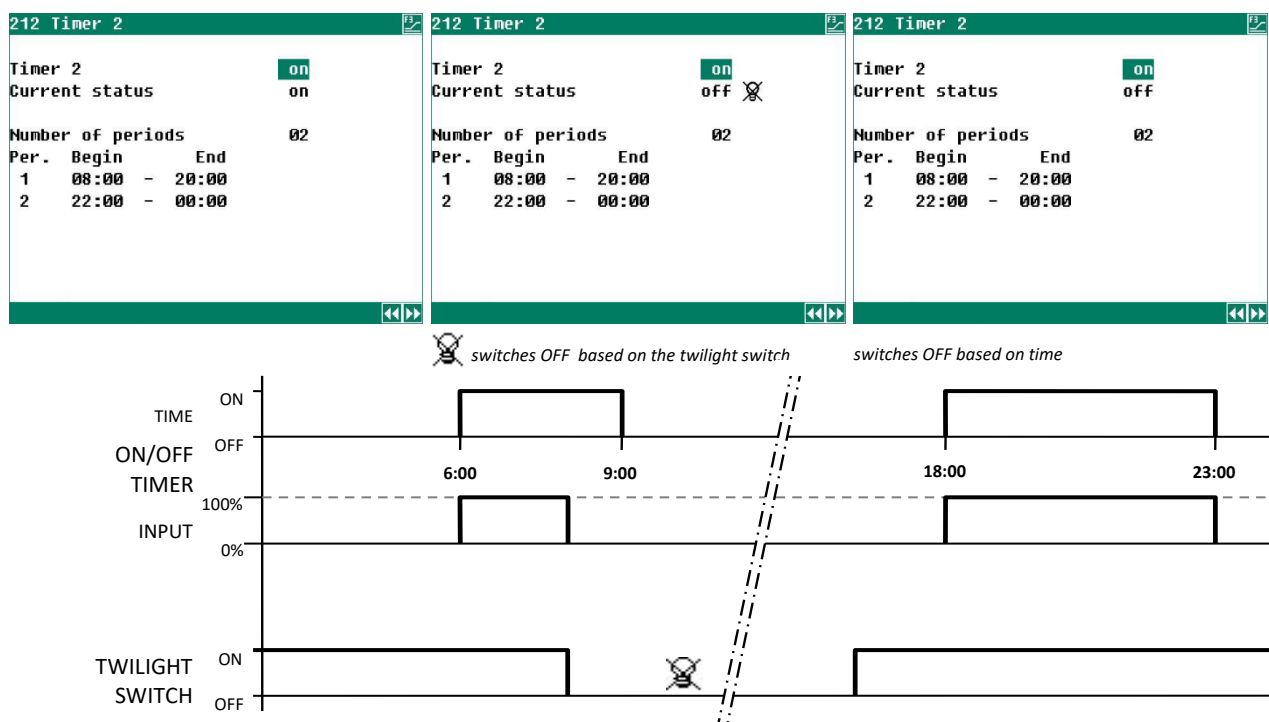 212 Timer 2
F3
Timer 2 on
Current status on
Number of periods 02
Per. Begin End
1 08:00 - 20:00
2 22:00 - 00:00
212 Timer 2
F3
Timer 2 on
Current status off
Number of periods 02
Per. Begin End
1 08:00 - 20:00
2 22:00 - 00:00
212 Timer 2
F3
Timer 2 on
Current status off
Number of periods 02
Per. Begin End
1 08:00 - 20:00
2 22:00 - 00:00
switches OFF based on the twilight switch
switches OFF based on time
ON
TIME
OFF
ON/OFF
TIMER
6:00 9:00 18:00 23:00
100%
INPUT
0%
TWILIGHT
SWITCH
ON
OFF